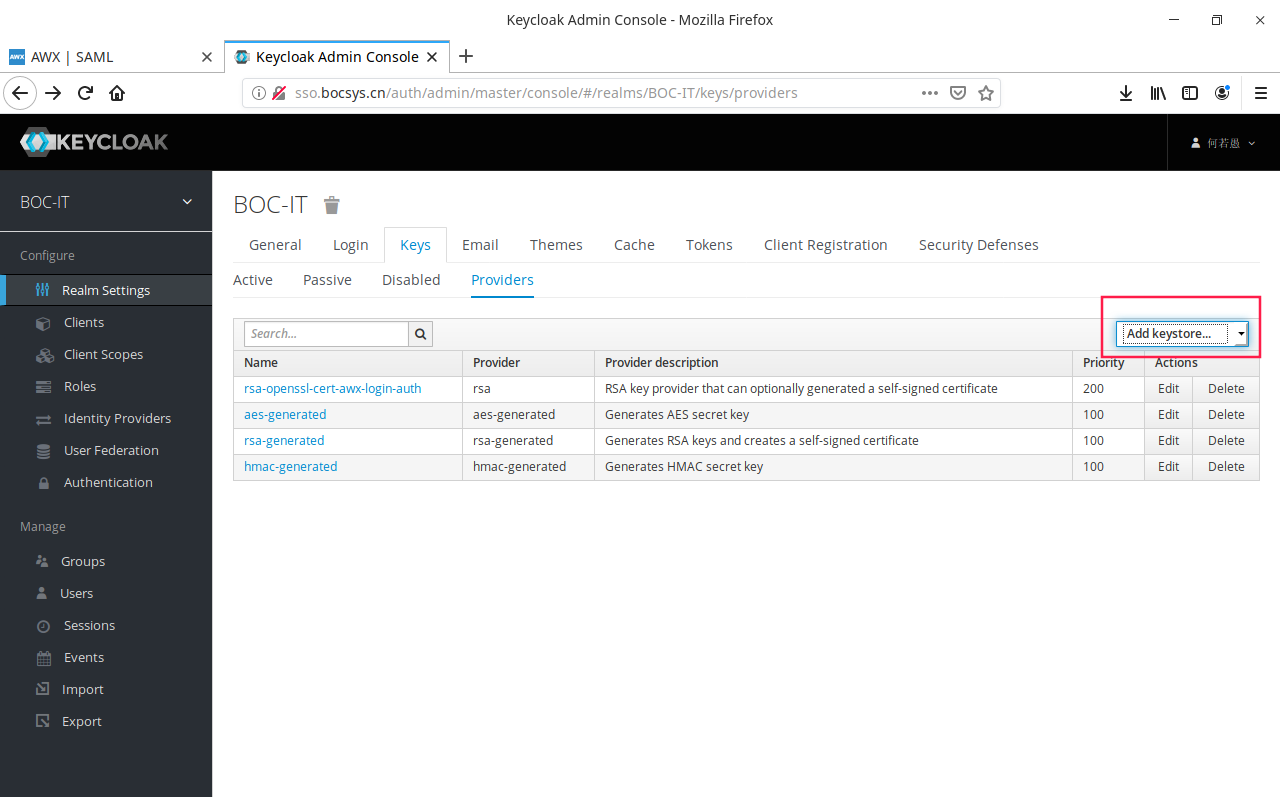 Keycloak Admin Console - Mozilla Firefox
AWX AWX | SAML
Keycloak Admin Console
sso.bocsys.cn/auth/admin/master/console/#/realms/BOC-IT/keys/providers
KEYCLOAK
何若愚
BOC-IT
Configure
Realm Settings
Clients
Client Scopes
Roles
Identity Providers
User Federation
Authentication
Manage
Groups
Users
Sessions
Events
Import
Export
BOC-IT
General Login Keys Email Themes Cache Tokens Client Registration Security Defenses
Active Passive Disabled Providers
Search... Add keystore...
Name Provider Provider description Priority Actions
rsa-openssl-cert-awx-login-auth rsa RSA key provider that can optionally generated a self-signed certificate 200 Edit Delete
aes-generated aes-generated Generates AES secret key 100 Edit Delete
rsa-generated rsa-generated Generates RSA keys and creates a self-signed certificate 100 Edit Delete
hmac-generated hmac-generated Generates HMAC secret key 100 Edit Delete